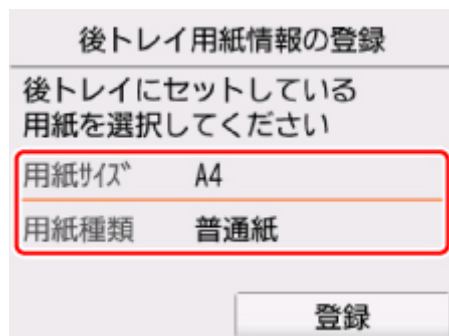 後トレイ用紙情報の登録
後トレイにセットしている
用紙を選択してください
用紙ｻｲｽﾞ A4
用紙種類 普通紙
登録